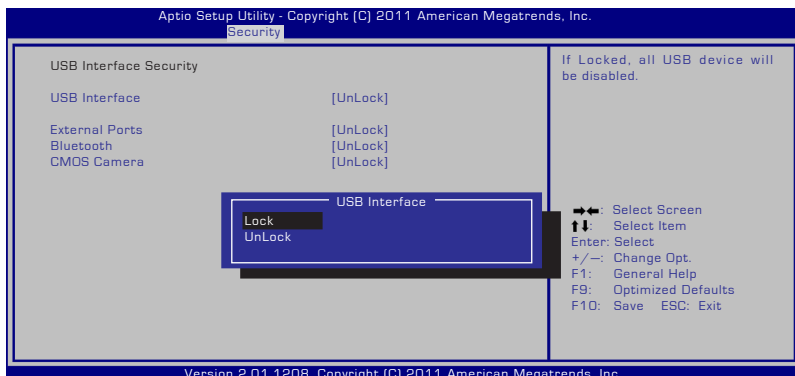 Aptio Setup Utility - Copyright (C) 2011 American Megatrends, Inc.
Security
USB Interface Security
USB Interface [UnLock]
External Ports [UnLock]
Bluetooth [UnLock]
CMOS Camera [UnLock]
USB Interface
Lock
UnLock
If Locked, all USB device will
be disabled.
→←: Select Screen
↑↓: Select Item
Enter: Select
+/—: Change Opt.
F1: General Help
F9: Optimized Defaults
F10: Save ESC: Exit
Version 2.01.1208. Copyright (C) 2011 American Megatrends, Inc.